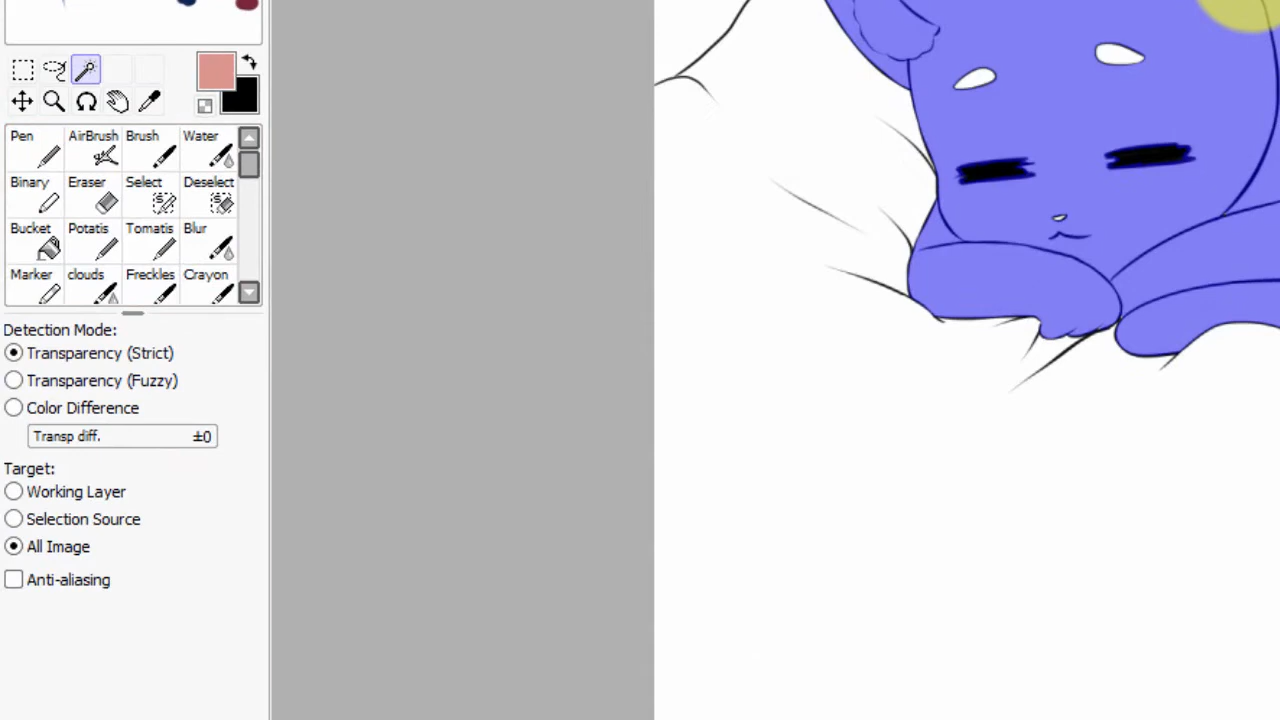 Pen AirBrush Brush Water
Binary Eraser Select Deselect
Bucket Potatis Tomatis Blur
Marker clouds Freckles Crayon
Detection Mode:
Transparency (Strict)
Transparency (Fuzzy)
Color Difference
Transp diff. ±0
Target:
Working Layer
Selection Source
All Image
Anti-aliasing